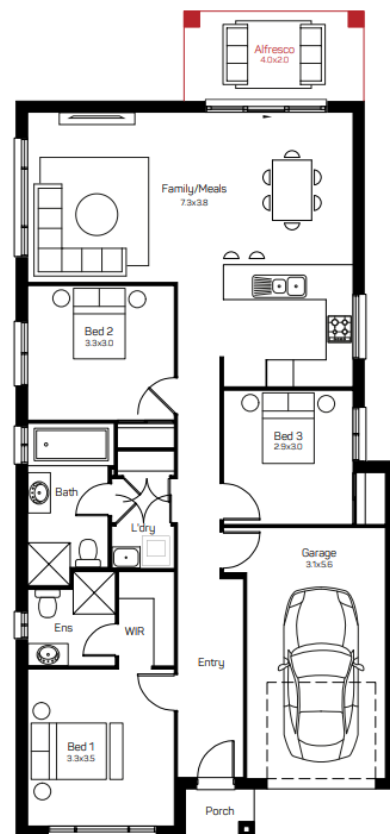 Alfresco
4.0x2.0
Family/Meals
7.3x3.8
Bed 2
3.3x3.0
Bed 3
2.9x3.0
Bath
L'dry
Garage
3.1x5.6
Ens
WIR
Entry
Bed 1
3.3x3.5
Porch